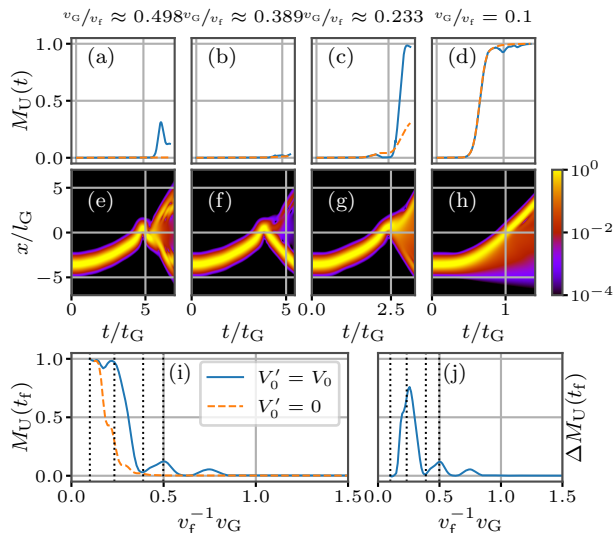 v_G/v_f ≈ 0.498 v_G/v_f ≈ 0.389 v_G/v_f ≈ 0.233 v_G/v_f = 0.1
M_U(t)
1.0
0.5
0.0
(a) (b) (c) (d)
x/l_G
5
0
−5
(e) (f) (g) (h)
10^0
10^−2
10^−4
0 5 0 5 0.0 2.5 0 1
t/t_G t/t_G t/t_G t/t_G
M_U(t_f)
1.0
0.5
0.0
(i)
V_0′ = V_0
V_0′ = 0
(j)
ΔM_U(t_f)
0.0 0.5 1.0 1.5 0.0 0.5 1.0 1.5
v_f^−1 v_G v_f^−1 v_G